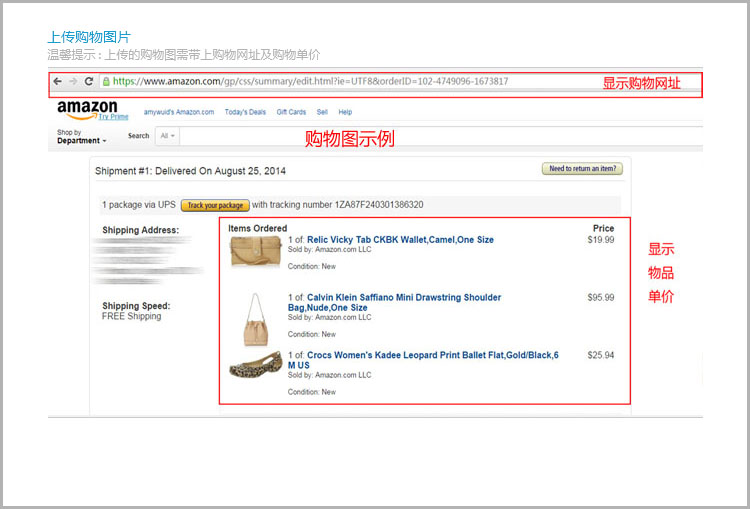 上传购物图片
温馨提示：上传的购物图需带上购物网址及购物单价
https://www.amazon.com/gp/css/summary/edit.html?ie=UTF8&orderID=102-4749096-1673817
显示购物网址
amazon
Try Prime
amywuid's Amazon.com Today's Deals Gift Cards Sell Help
Shop by
Department
Search All
购物图示例
Shipment #1: Delivered On August 25, 2014
Need to return an item?
1 package via UPS Track your package with tracking number 1ZA87F240301386320
Shipping Address:
Items Ordered Price
1 of: Relic Vicky Tab CKBK Wallet,Camel,One Size $19.99
Sold by: Amazon.com LLC
Condition: New
显示
物品
单价
1 of: Calvin Klein Saffiano Mini Drawstring Shoulder $95.99
Bag,Nude,One Size
Sold by: Amazon.com LLC
Condition: New
Shipping Speed:
FREE Shipping
1 of: Crocs Women's Kadee Leopard Print Ballet Flat,Gold/Black,6 $25.94
M US
Sold by: Amazon.com LLC
Condition: New